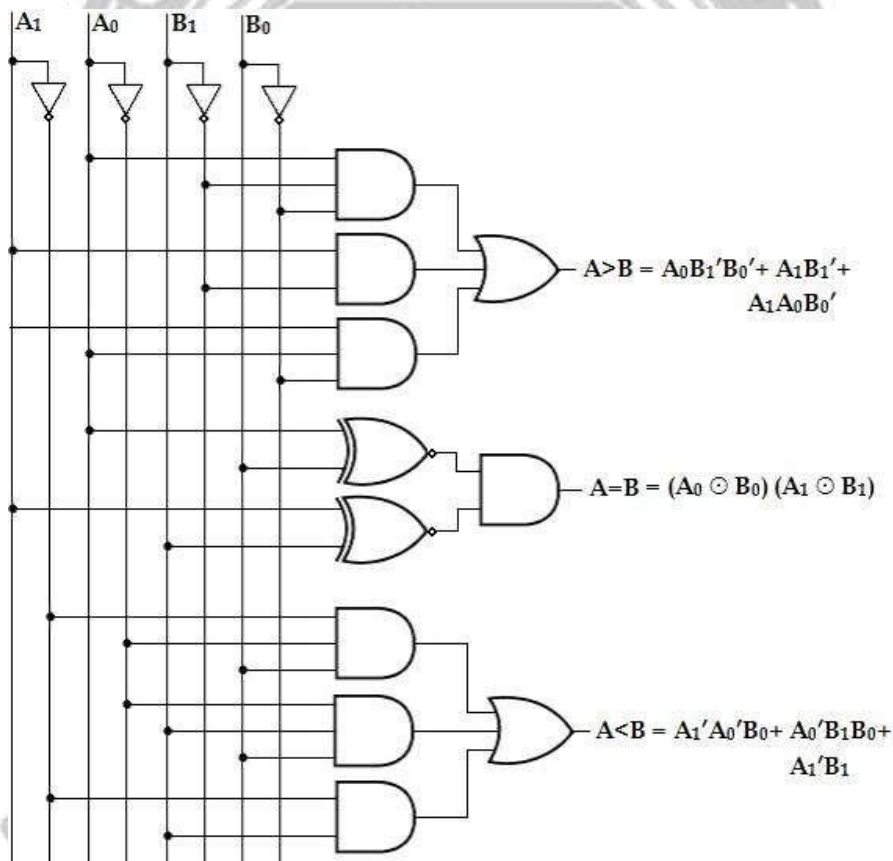 A₁ A₀ B₁ B₀
A>B = A₀B₁′B₀′+ A₁B₁′+
A₁A₀B₀′
A=B = (A₀ ⊙ B₀) (A₁ ⊙ B₁)
A<B = A₁′A₀′B₀+ A₀′B₁B₀+
A₁′B₁